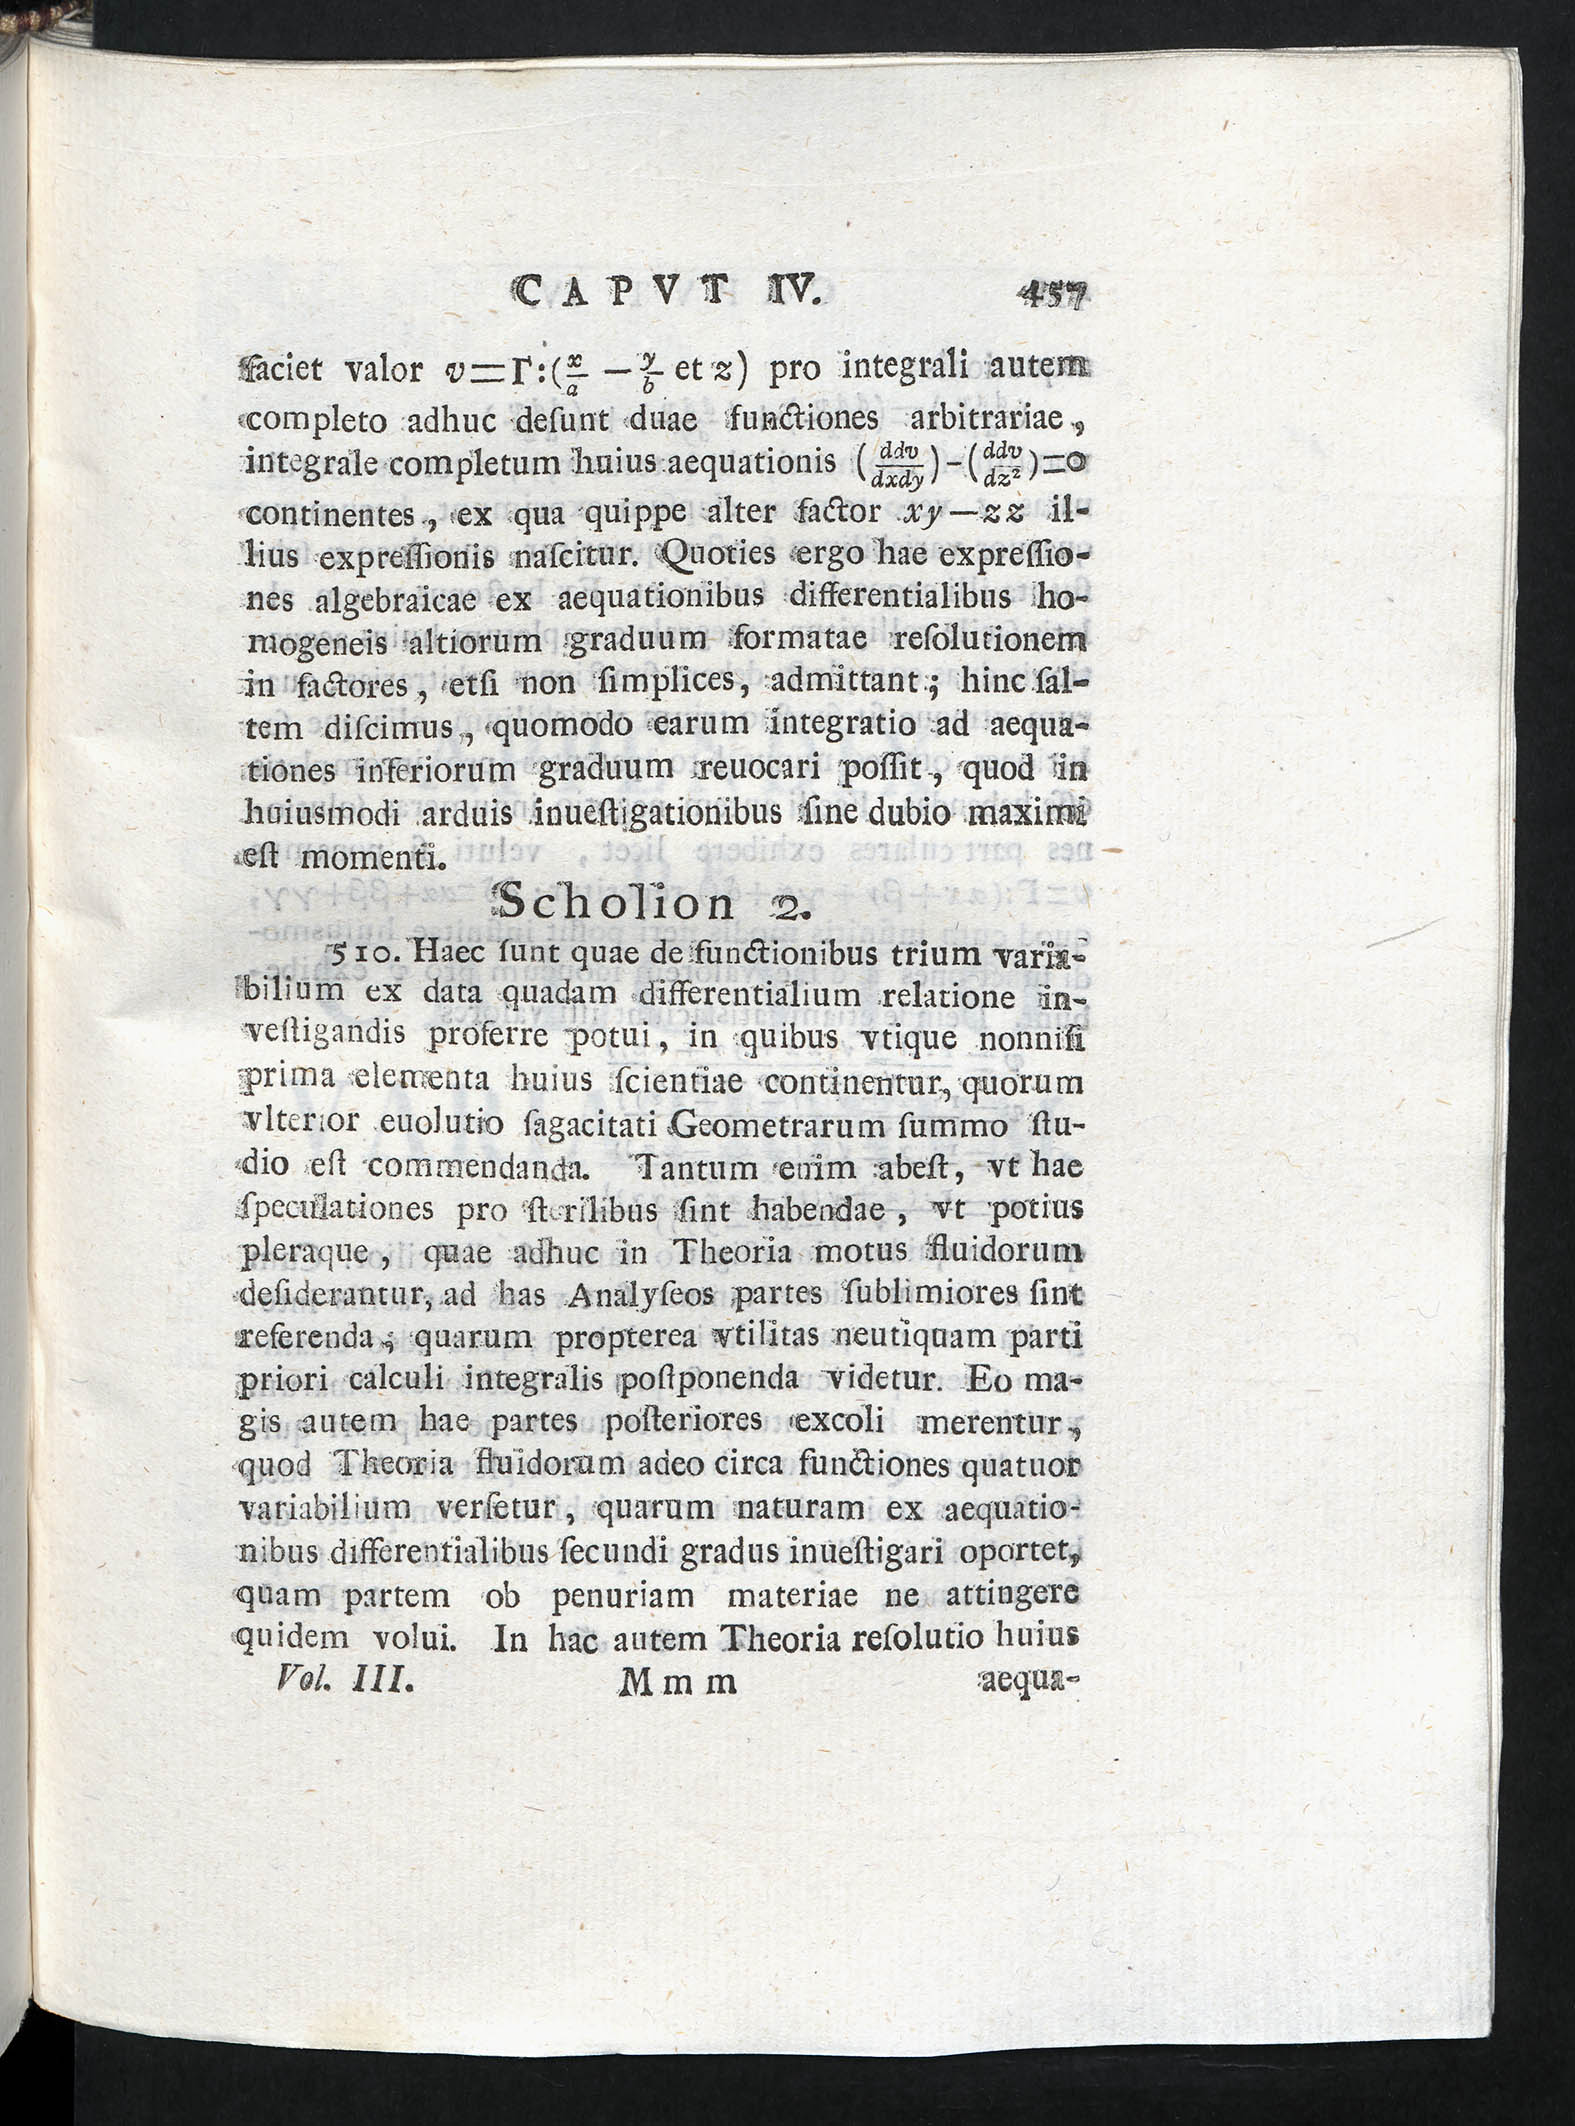 CAPVT IV. 457
ſaciet valor v=Γ:(x/a − y/b et z) pro integrali autem
completo adhuc deſunt duae functiones arbitrariae,
integrale completum huius aequationis (ddv/dxdy)−(ddv/dz²)=0
continentes, ex qua quippe alter factor xy−zz il-
lius expreſſionis naſcitur. Quoties ergo hae expreſſio-
nes algebraicae ex aequationibus differentialibus ho-
mogeneis altiorum graduum formatae reſolutionem
in factores, etſi non ſimplices, admittant; hinc ſal-
tem diſcimus, quomodo earum integratio ad aequa-
tiones inferiorum graduum reuocari poſſit, quod in
huiusmodi arduis inueſtigationibus ſine dubio maximi
eſt momenti.
Scholion 2.
510. Haec ſunt quae de functionibus trium varia-
bilium ex data quadam differentialium relatione in-
veſtigandis proferre potui, in quibus vtique nonniſi
prima elementa huius ſcientiae continentur, quorum
vlterior euolutio ſagacitati Geometrarum ſummo ſtu-
dio eſt commendanda. Tantum enim abeſt, vt hae
ſpeculationes pro ſterilibus ſint habendae, vt potius
pleraque, quae adhuc in Theoria motus fluidorum
deſiderantur, ad has Analyſeos partes ſublimiores ſint
referenda; quarum propterea vtilitas neutiquam parti
priori calculi integralis poſtponenda videtur. Eo ma-
gis autem hae partes poſteriores excoli merentur,
quod Theoria fluidorum adeo circa functiones quatuor
variabilium verſetur, quarum naturam ex aequatio-
nibus differentialibus ſecundi gradus inueſtigari oportet,
quam partem ob penuriam materiae ne attingere
quidem volui. In hac autem Theoria reſolutio huius
Vol. III. Mmm aequa-